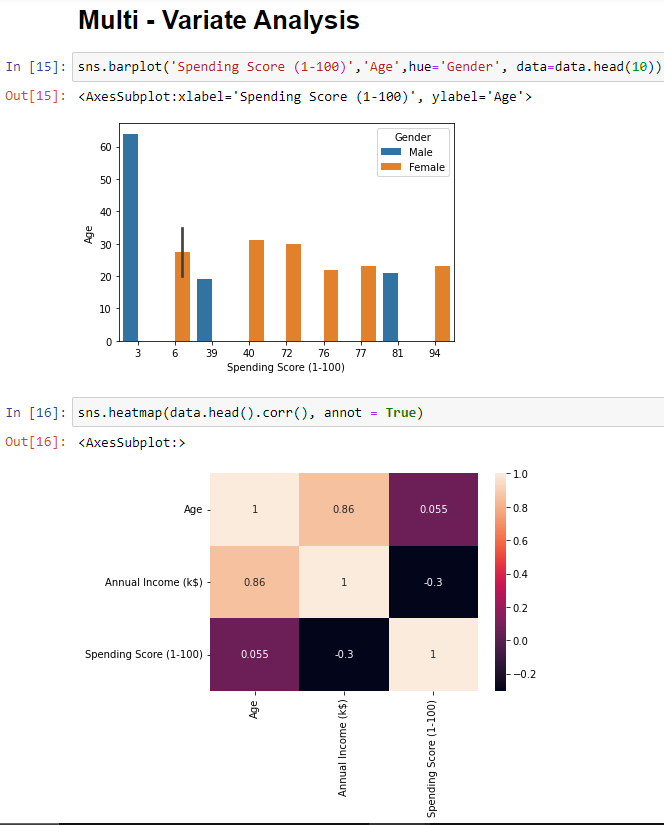 Multi - Variate Analysis
In [15]: sns.barplot('Spending Score (1-100)','Age',hue='Gender', data=data.head(10))
Out[15]: <AxesSubplot:xlabel='Spending Score (1-100)', ylabel='Age'>
Gender
Male
Female
60
50
40
30
20
10
0
Age
3 6 39 40 72 76 77 81 94
Spending Score (1-100)
In [16]: sns.heatmap(data.head().corr(), annot = True)
Out[16]: <AxesSubplot:>
Age 1 0.86 0.055
Annual Income (k$) 0.86 1 -0.3
Spending Score (1-100) 0.055 -0.3 1
Age
Annual Income (k$)
Spending Score (1-100)
1.0
0.8
0.6
0.4
0.2
0.0
−0.2